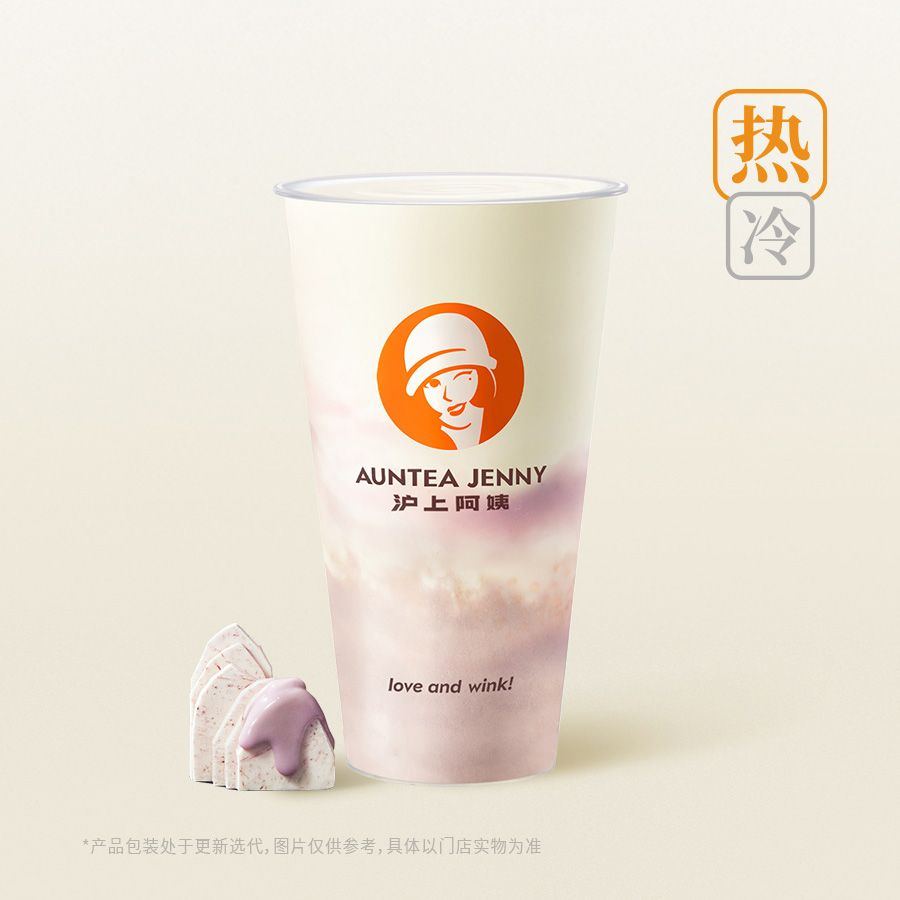 热
冷
AUNTEA JENNY
沪上阿姨
love and wink!
*产品包装处于更新迭代,图片仅供参考,具体以门店实物为准